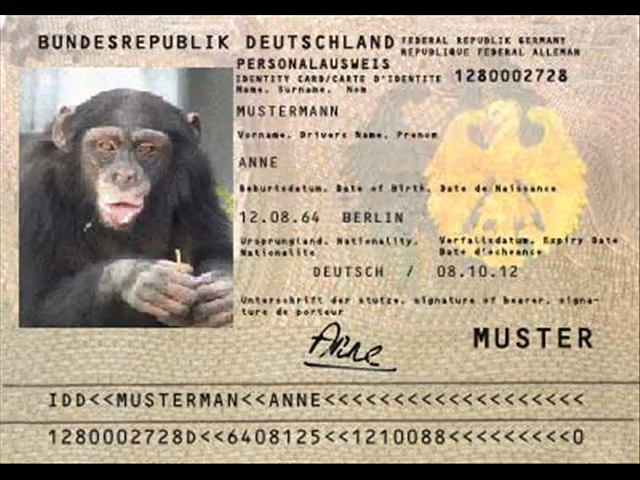 BUNDESREPUBLIK DEUTSCHLAND
FEDERAL REPUBLIK GERMANY
REPUBLIQUE FEDERAL ALLEMAN
PERSONALAUSWEIS
IDENTITY CARD/CARTE D'IDENTITE 1280002728
Name, Surname, Nom
MUSTERMANN
Vorname, Drivers Name, Prenom
ANNE
Geburtsdatum, Date of Birth, Date de Naissance
12.08.64 BERLIN
Ursprungland, Nationality, Nationalite
Verfallsdatum, Expiry Date
Date d'echeance
DEUTSCH / 08.10.12
Unterschrift der stutze, signature of bearer, signa-
ture de porteur
Anne
MUSTER
IDD<<MUSTERMAN<<ANNE<<<<<<<<<<<<<<<<<<
1280002728D<<6408125<<1210088<<<<<<<<<0